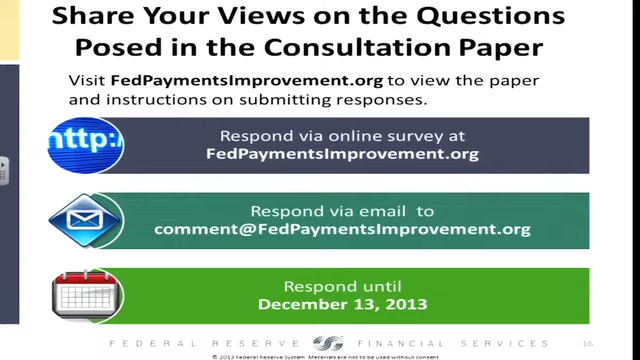 Share Your Views on the Questions
Posed in the Consultation Paper
Visit FedPaymentsImprovement.org to view the paper
and instructions on submitting responses.
http:/
Respond via online survey at
FedPaymentsImprovement.org
Respond via email to
comment@FedPaymentsImprovement.org
Respond until
December 13, 2013
FEDERAL RESERVE FINANCIAL SERVICES 16
© 2013 Federal Reserve System. Materials are not to be used without consent.